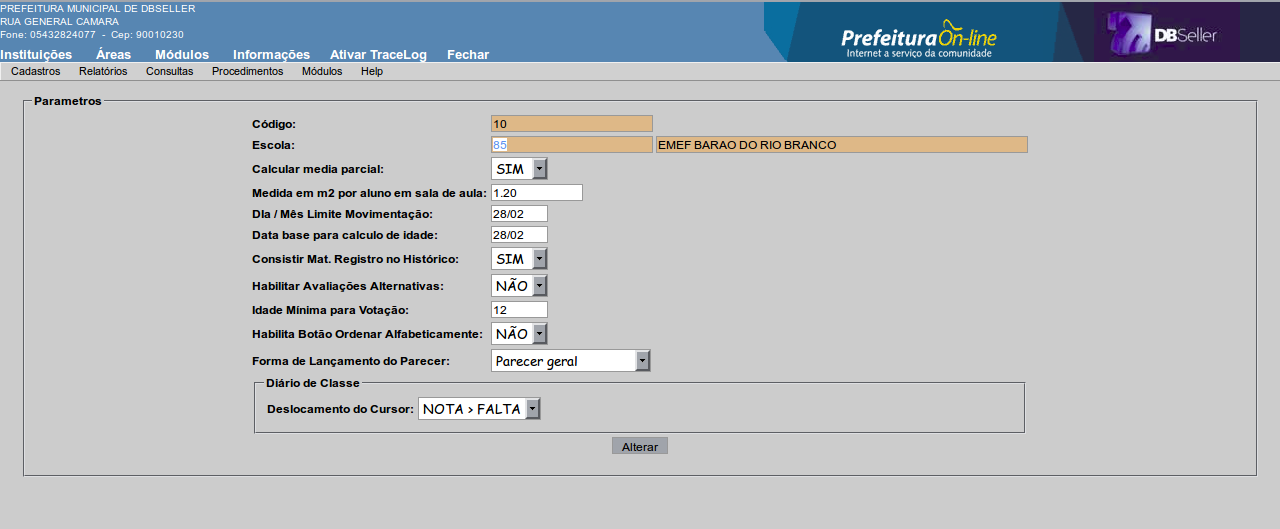 PREFEITURA MUNICIPAL DE DBSELLER
RUA GENERAL CAMARA
Fone: 05432824077 - Cep: 90010230
Prefeitura On-line
Internet a serviço da comunidade
DBSeller
Instituições Áreas Módulos Informações Ativar TraceLog Fechar
Cadastros Relatórios Consultas Procedimentos Módulos Help
Parametros
Código: 10
Escola: 85 EMEF BARAO DO RIO BRANCO
Calcular media parcial: SIM
Medida em m2 por aluno em sala de aula: 1.20
DIa / Mês Limite Movimentação: 28/02
Data base para calculo de idade: 28/02
Consistir Mat. Registro no Histórico: SIM
Habilitar Avaliações Alternativas: NÃO
Idade Mínima para Votação: 12
Habilita Botão Ordenar Alfabeticamente: NÃO
Forma de Lançamento do Parecer: Parecer geral
Diário de Classe
Deslocamento do Cursor: NOTA > FALTA
Alterar